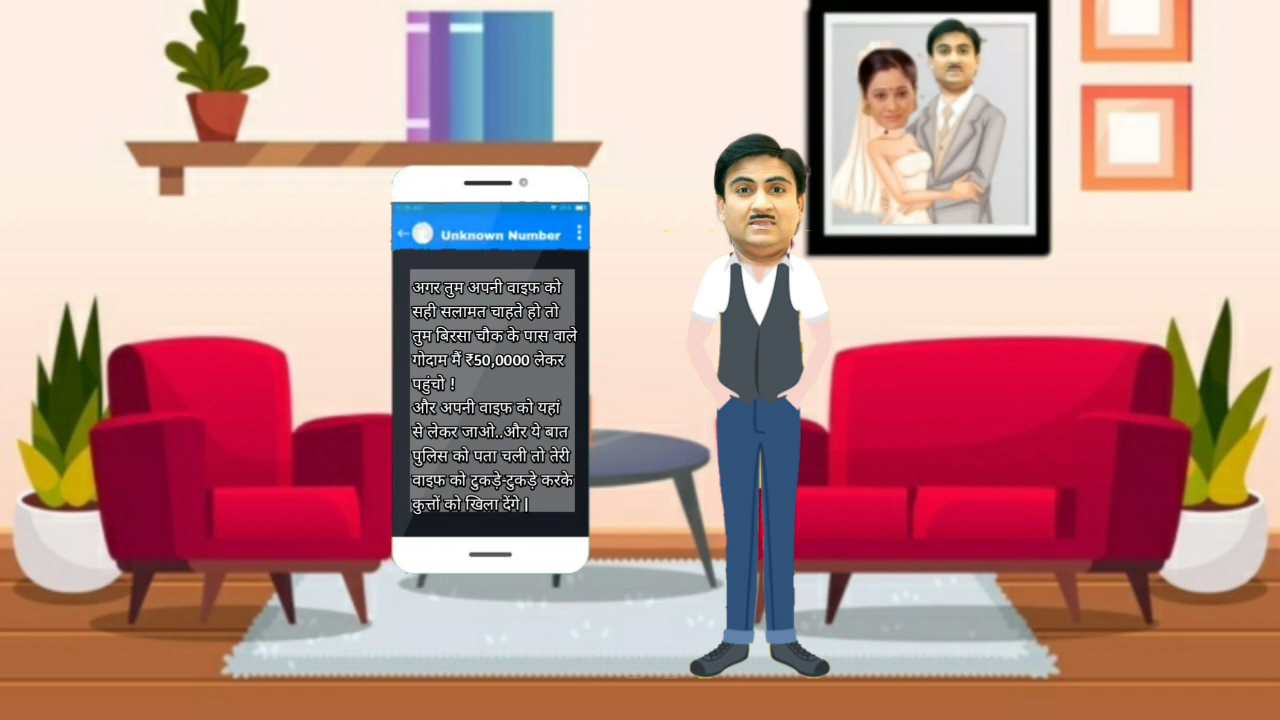 Unknown Number
अगर तुम अपनी वाइफ को
सही सलामत चाहते हो तो
तुम बिरसा चौक के पास वाले
गोदाम मैं ₹50,0000 लेकर
पहुंचो !
और अपनी वाइफ को यहां
से लेकर जाओ..और ये बात
पुलिस को पता चली तो तेरी
वाइफ को टुकड़े-टुकड़े करके
कुत्तों को खिला देंगे |